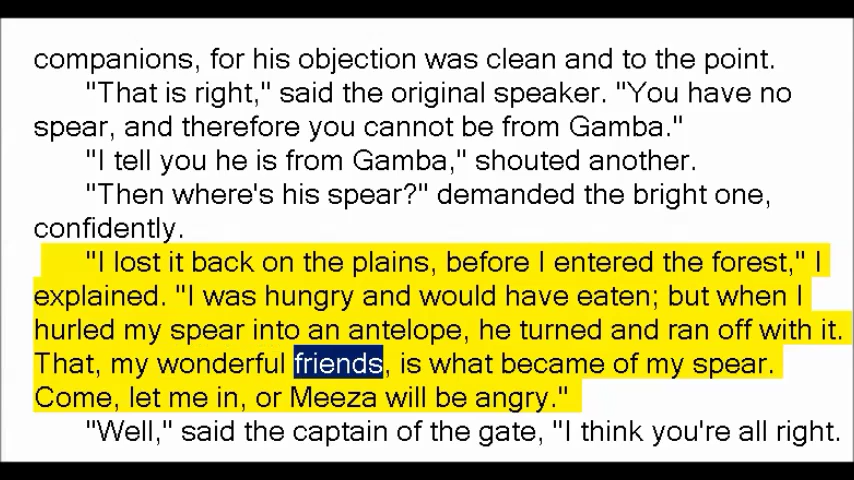 companions, for his objection was clean and to the point.
"That is right," said the original speaker. "You have no
spear, and therefore you cannot be from Gamba."
"I tell you he is from Gamba," shouted another.
"Then where's his spear?" demanded the bright one,
confidently.
"I lost it back on the plains, before I entered the forest," I
explained. "I was hungry and would have eaten; but when I
hurled my spear into an antelope, he turned and ran off with it.
That, my wonderful friends, is what became of my spear.
Come, let me in, or Meeza will be angry."
"Well," said the captain of the gate, "I think you're all right.